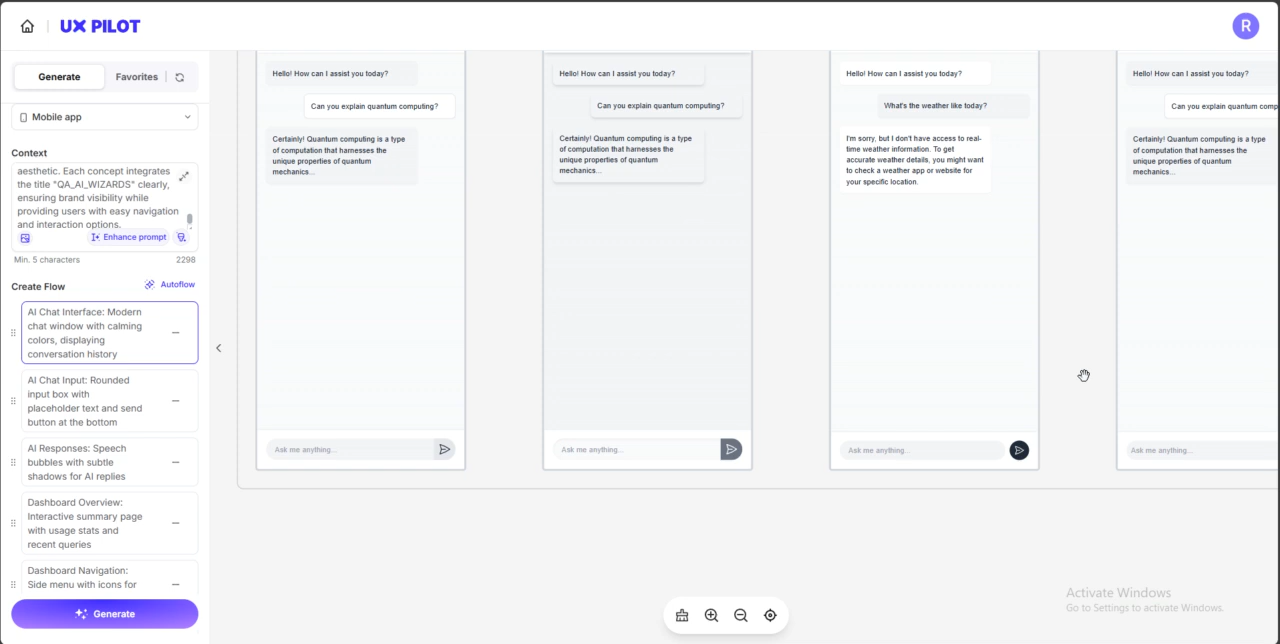 UX PILOT
R
Generate
Favorites
Mobile app
Context
aesthetic. Each concept integrates
the title "QA_AI_WIZARDS" clearly,
ensuring brand visibility while
providing users with easy navigation
and interaction options.
Enhance prompt
Min. 5 characters
2298
Create Flow
Autoflow
AI Chat Interface: Modern
chat window with calming
colors, displaying
conversation history
AI Chat Input: Rounded
input box with
placeholder text and send
button at the bottom
AI Responses: Speech
bubbles with subtle
shadows for AI replies
Dashboard Overview:
Interactive summary page
with usage stats and
recent queries
Dashboard Navigation:
Side menu with icons for
Generate
Hello! How can I assist you today?
Can you explain quantum computing?
Certainly! Quantum computing is a type
of computation that harnesses the
unique properties of quantum
mechanics...
Ask me anything...
Hello! How can I assist you today?
Can you explain quantum computing?
Certainly! Quantum computing is a type
of computation that harnesses the
unique properties of quantum
mechanics...
Ask me anything...
Hello! How can I assist you today?
What's the weather like today?
I'm sorry, but I don't have access to real-
time weather information. To get
accurate weather details, you might want
to check a weather app or website for
your specific location.
Ask me anything...
Hello! How can I assist you today?
Can you explain quantum comp
Certainly! Quantum computing is a type
of computation that harnesses the
unique properties of quantum
mechanics...
Ask me anything...
Activate Windows
Go to Settings to activate Windows.